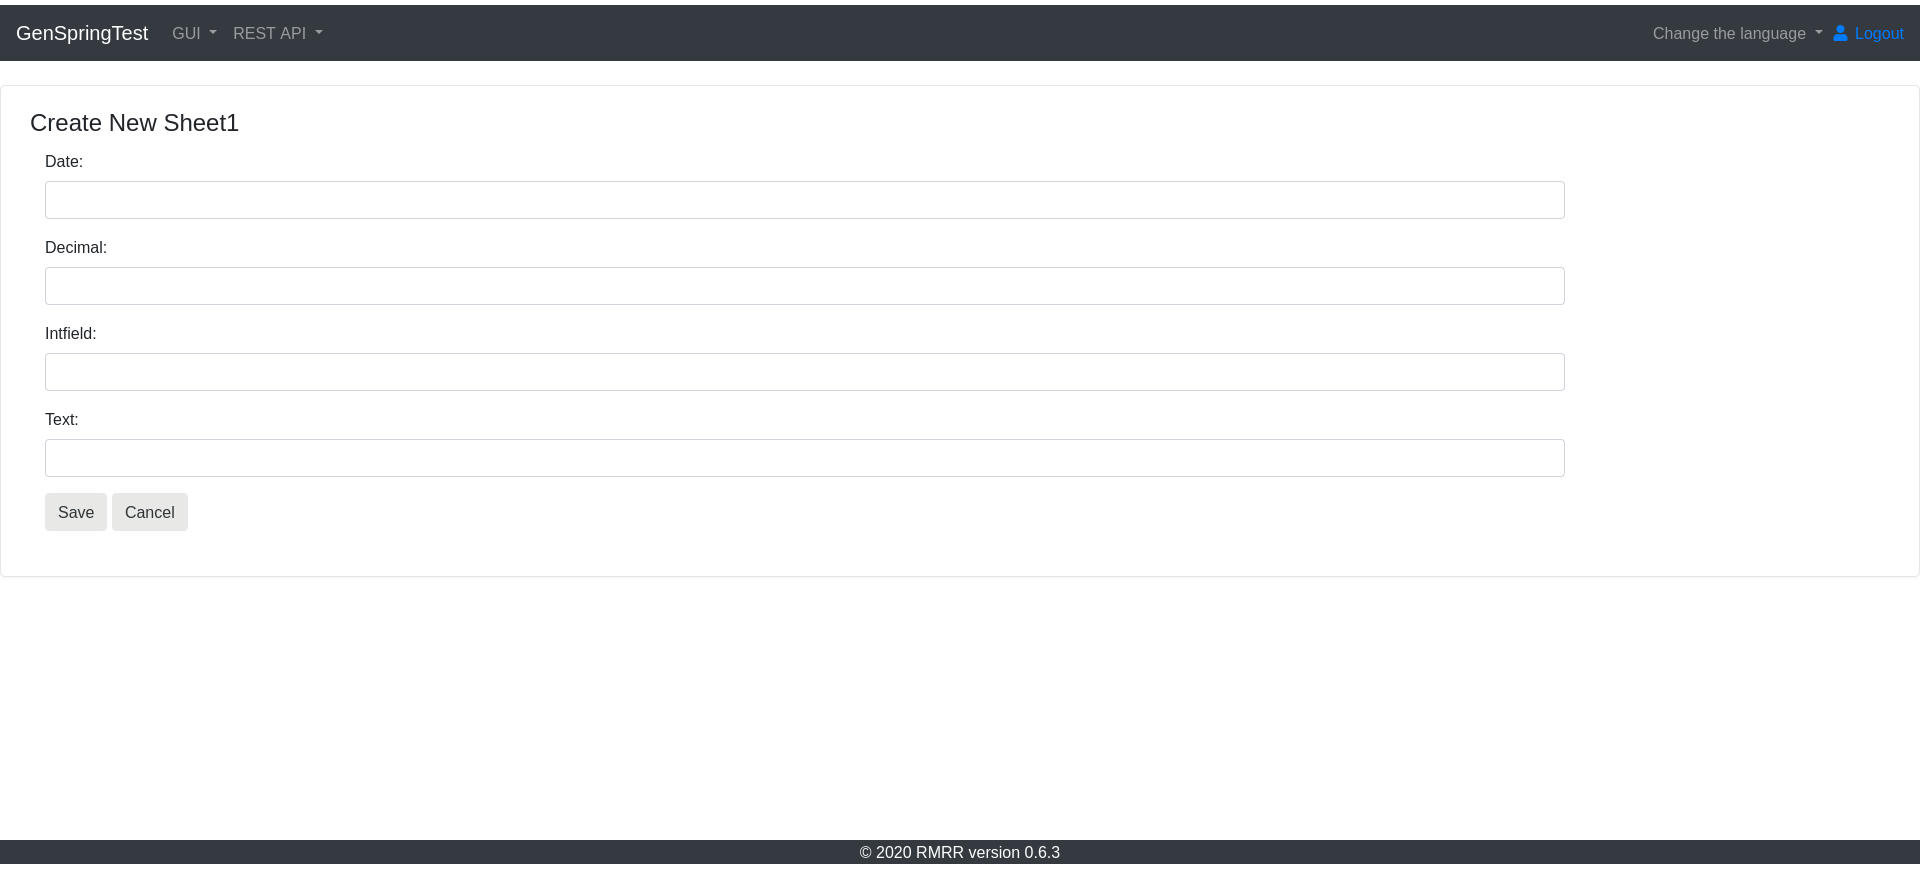 GenSpringTest GUI REST API Change the language Logout
Create New Sheet1
Date:
Decimal:
Intfield:
Text:
Save Cancel
© 2020 RMRR version 0.6.3